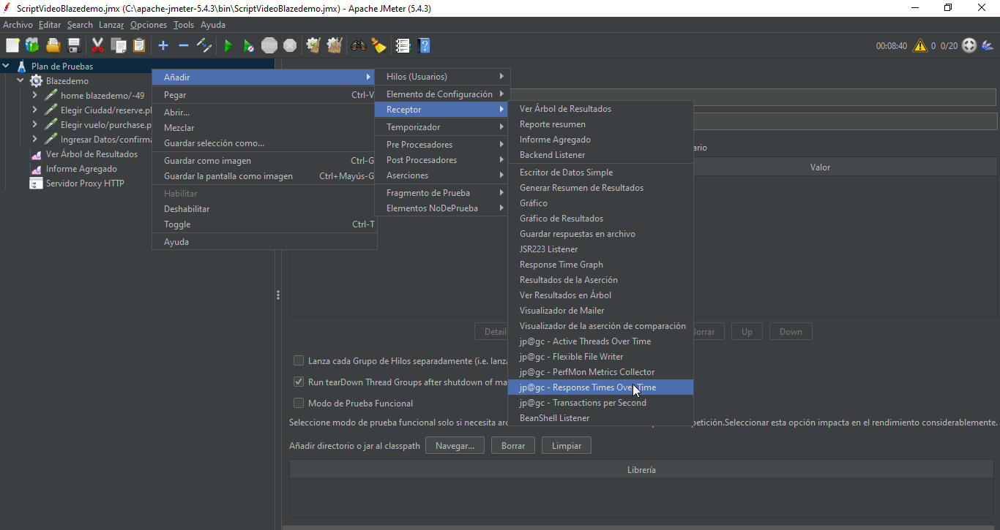 ScriptVideoBlazedemo.jmx (C:\apache-jmeter-5.4.3\bin\ScriptVideoBlazedemo.jmx) - Apache JMeter (5.4.3)
Archivo Editar Search Lanzar Opciones Tools Ayuda
STOP 00:08:40 0 0/20
Plan de Pruebas
Blazedemo
home blazedemo/-49
Elegir Ciudad/reserve.p
Elegir vuelo/purchase.p
Ingresar Datos/confirm
Ver Árbol de Resultados
Informe Agregado
Servidor Proxy HTTP
Añadir
Pegar Ctrl-V
Abrir...
Mezclar
Guardar selección como...
Guardar como imagen Ctrl-G
Guardar la pantalla como imagen Ctrl+Mayús-G
Habilitar
Deshabilitar
Toggle Ctrl-T
Ayuda
Hilos (Usuarios)
Elemento de Configuración
Receptor
Temporizador
Pre Procesadores
Post Procesadores
Aserciones
Fragmento de Prueba
Elementos NoDePrueba
Ver Árbol de Resultados
Reporte resumen
Informe Agregado
Backend Listener
Escritor de Datos Simple
Generar Resumen de Resultados
Gráfico
Gráfico de Resultados
Guardar respuestas en archivo
JSR223 Listener
Response Time Graph
Resultados de la Aserción
Ver Resultados en Árbol
Visualizador de Mailer
Visualizador de la aserción de comparación
jp@gc - Active Threads Over Time
jp@gc - Flexible File Writer
jp@gc - PerfMon Metrics Collector
jp@gc - Response Times Over Time
jp@gc - Transactions per Second
BeanShell Listener
ario
Valor
Detail orrar Up Down
Lanza cada Grupo de Hilos separadamente (i.e. lanz
Run tearDown Thread Groups after shutdown of ma
Modo de Prueba Funcional
Seleccione modo de prueba funcional solo si necesita ar petición.Seleccionar esta opción impacta en el rendimiento considerablemente.
Añadir directorio o jar al classpath Navegar... Borrar Limpiar
Librería